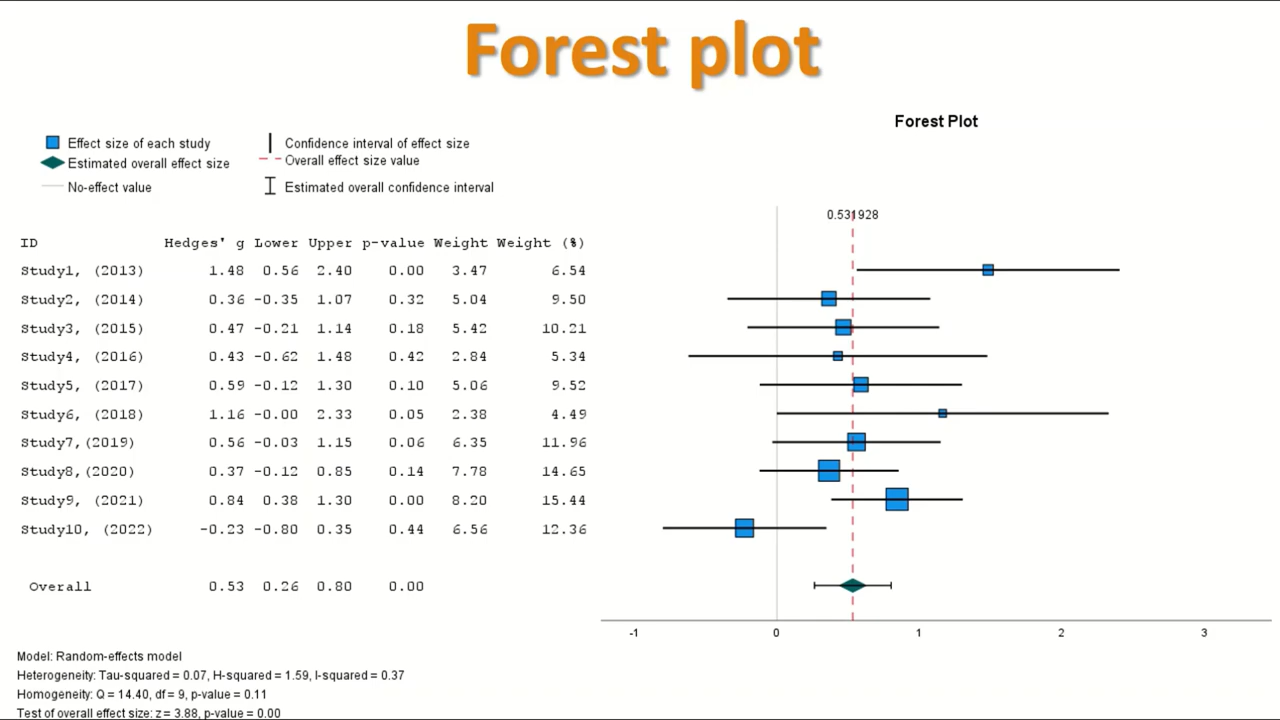 Forest plot
Forest Plot
Effect size of each study
Confidence interval of effect size
Estimated overall effect size
Overall effect size value
No-effect value
Estimated overall confidence interval
0.531928
ID Hedges' g Lower Upper p-value Weight Weight (%)
Study1, (2013) 1.48 0.56 2.40 0.00 3.47 6.54
Study2, (2014) 0.36 -0.35 1.07 0.32 5.04 9.50
Study3, (2015) 0.47 -0.21 1.14 0.18 5.42 10.21
Study4, (2016) 0.43 -0.62 1.48 0.42 2.84 5.34
Study5, (2017) 0.59 -0.12 1.30 0.10 5.06 9.52
Study6, (2018) 1.16 -0.00 2.33 0.05 2.38 4.49
Study7,(2019) 0.56 -0.03 1.15 0.06 6.35 11.96
Study8,(2020) 0.37 -0.12 0.85 0.14 7.78 14.65
Study9, (2021) 0.84 0.38 1.30 0.00 8.20 15.44
Study10, (2022) -0.23 -0.80 0.35 0.44 6.56 12.36
Overall 0.53 0.26 0.80 0.00
-1 0 1 2 3
Model: Random-effects model
Heterogeneity: Tau-squared = 0.07, H-squared = 1.59, I-squared = 0.37
Homogeneity: Q = 14.40, df = 9, p-value = 0.11
Test of overall effect size: z = 3.88, p-value = 0.00